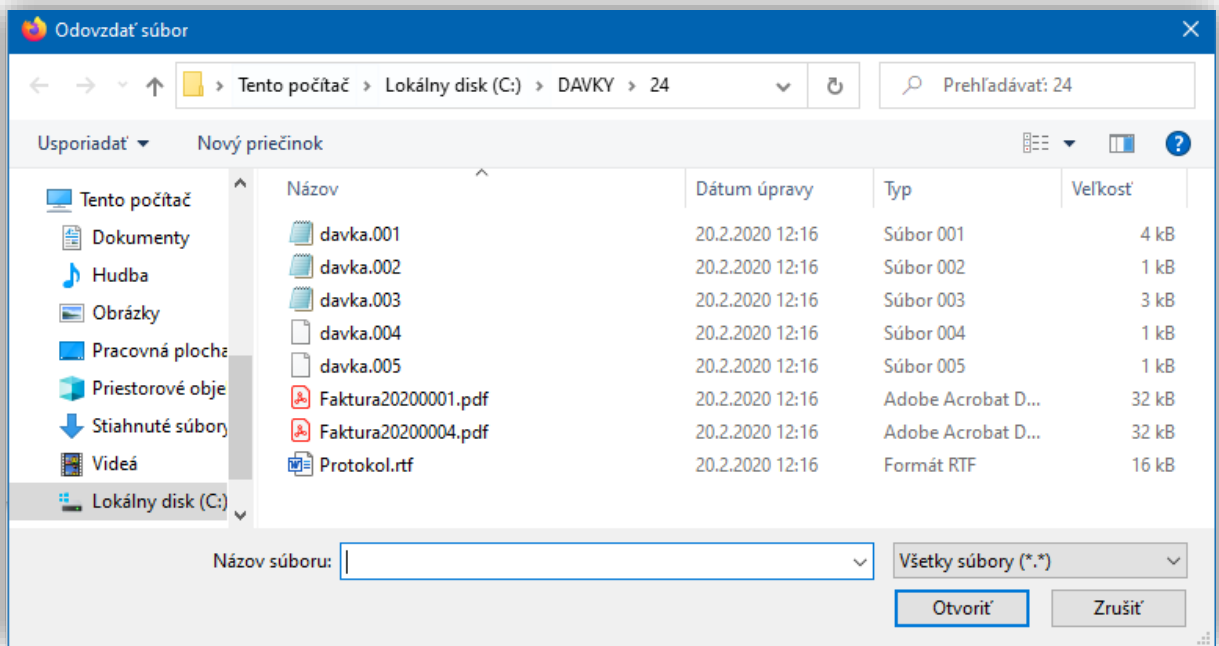 Odovzdať súbor
Tento počítač > Lokálny disk (C:) > DAVKY > 24
Prehľadávať: 24
Usporiadať
Nový priečinok
Tento počítač
Dokumenty
Hudba
Obrázky
Pracovná plocha
Priestorové obje
Stiahnuté súbory
Videá
Lokálny disk (C:)
Názov Dátum úpravy Typ Veľkosť
davka.001 20.2.2020 12:16 Súbor 001 4 kB
davka.002 20.2.2020 12:16 Súbor 002 1 kB
davka.003 20.2.2020 12:16 Súbor 003 3 kB
davka.004 20.2.2020 12:16 Súbor 004 1 kB
davka.005 20.2.2020 12:16 Súbor 005 1 kB
Faktura20200001.pdf 20.2.2020 12:16 Adobe Acrobat D... 32 kB
Faktura20200004.pdf 20.2.2020 12:16 Adobe Acrobat D... 32 kB
Protokol.rtf 20.2.2020 12:16 Formát RTF 16 kB
Názov súboru:
Všetky súbory (*.*)
Otvoriť
Zrušiť